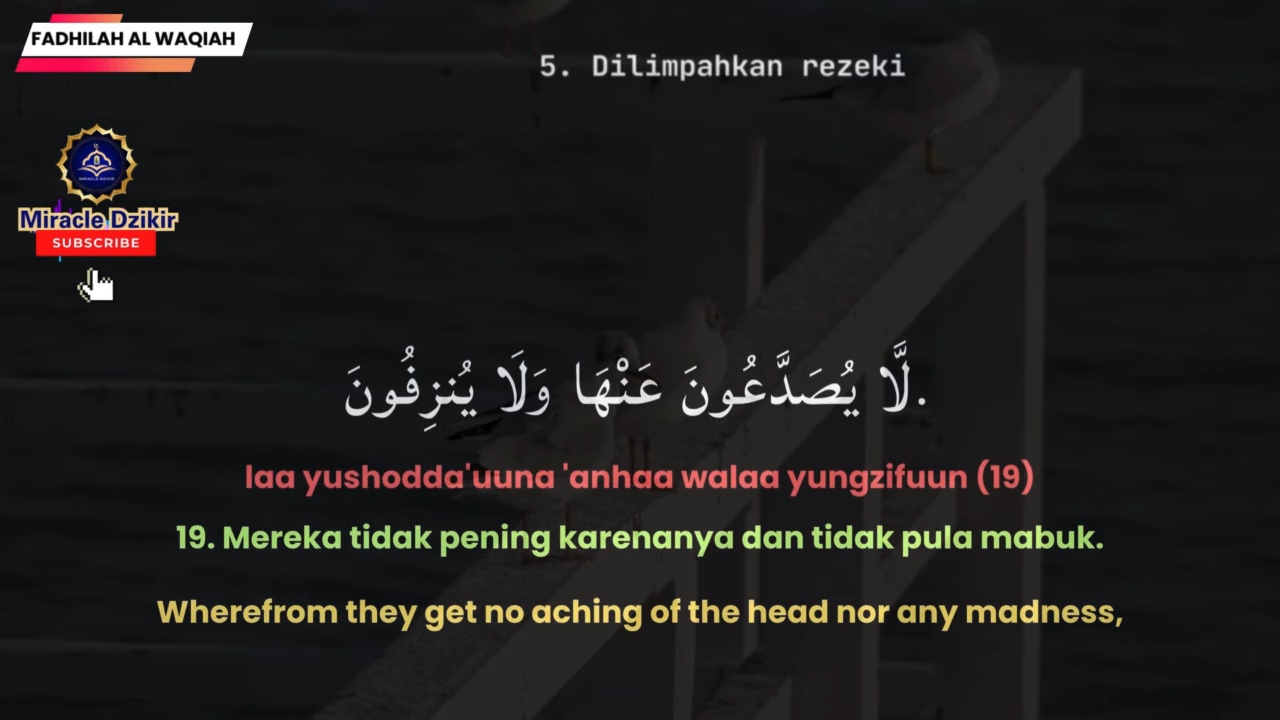 FADHILAH AL WAQIAH
5. Dilimpahkan rezeki
MIRACLE DZIKIR
Miracle Dzikir
SUBSCRIBE
لَّا يُصَدَّعُونَ عَنْهَا وَلَا يُنزِفُونَ.
laa yushodda'uuna 'anhaa walaa yungzifuun (19)
19. Mereka tidak pening karenanya dan tidak pula mabuk.
Wherefrom they get no aching of the head nor any madness,